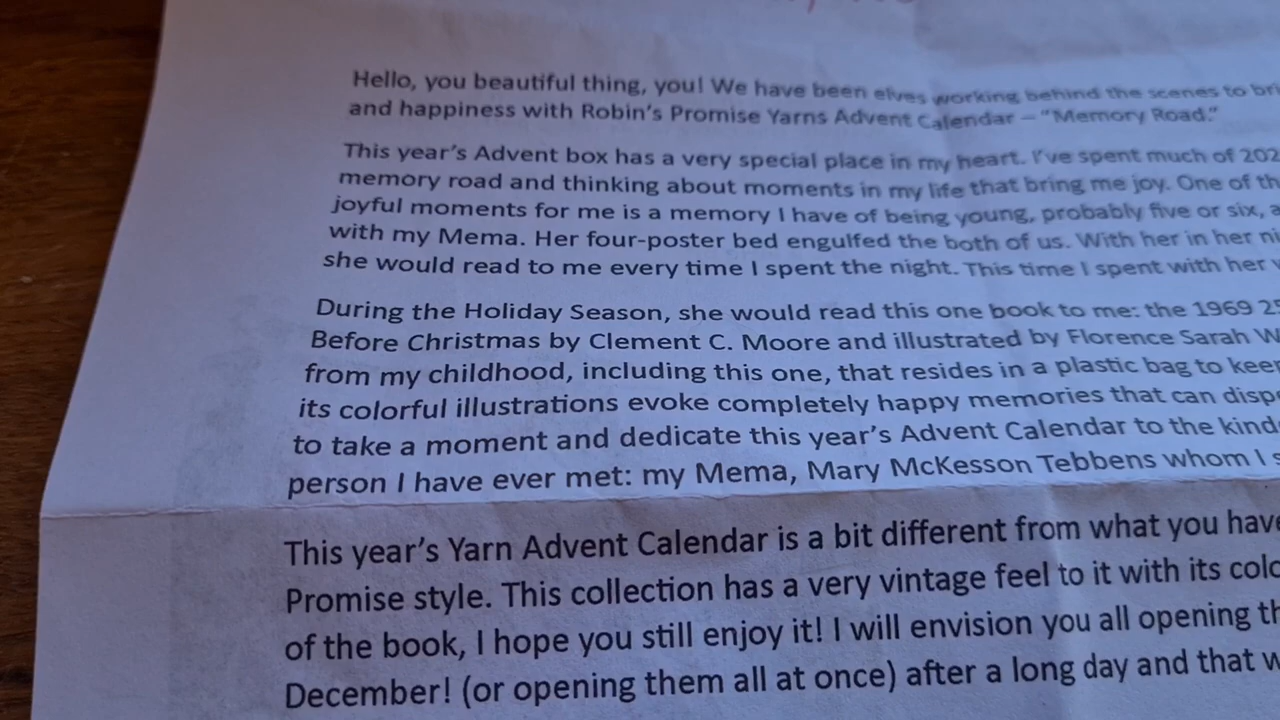 Hello, you beautiful thing, you! We have been elves working behind the scenes to
and happiness with Robin's Promise Yarns Advent Calendar – "Memory Road."
This year's Advent box has a very special place in my heart. I've spent much of
memory road and thinking about moments in my life that bring me joy. One of
joyful moments for me is a memory I have of being young, probably five or six,
with my Mema. Her four-poster bed engulfed the both of us. With her in her
she would read to me every time I spent the night. This time I spent with her
During the Holiday Season, she would read this one book to me: the 1969
Before Christmas by Clement C. Moore and illustrated by Florence Sarah
from my childhood, including this one, that resides in a plastic bag to
its colorful illustrations evoke completely happy memories that can
to take a moment and dedicate this year's Advent Calendar to the
person I have ever met: my Mema, Mary McKesson Tebbens whom I
This year's Yarn Advent Calendar is a bit different from what you
Promise style. This collection has a very vintage feel to it with its
of the book, I hope you still enjoy it! I will envision you all opening
December! (or opening them all at once) after a long day and that